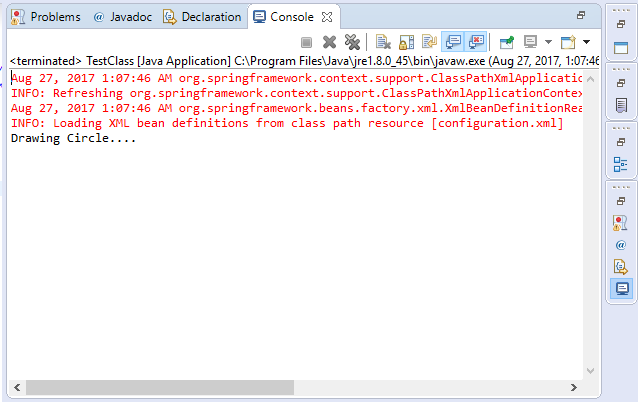 Problems @ Javadoc Declaration Console
<terminated> TestClass [Java Application] C:\Program Files\Java\jre1.8.0_45\bin\javaw.exe (Aug 27, 2017, 1:07:46
Aug 27, 2017 1:07:46 AM org.springframework.context.support.ClassPathXmlApplicatio
INFO: Refreshing org.springframework.context.support.ClassPathXmlApplicationContex
Aug 27, 2017 1:07:46 AM org.springframework.beans.factory.xml.XmlBeanDefinitionRea
INFO: Loading XML bean definitions from class path resource [configuration.xml]
Drawing Circle....